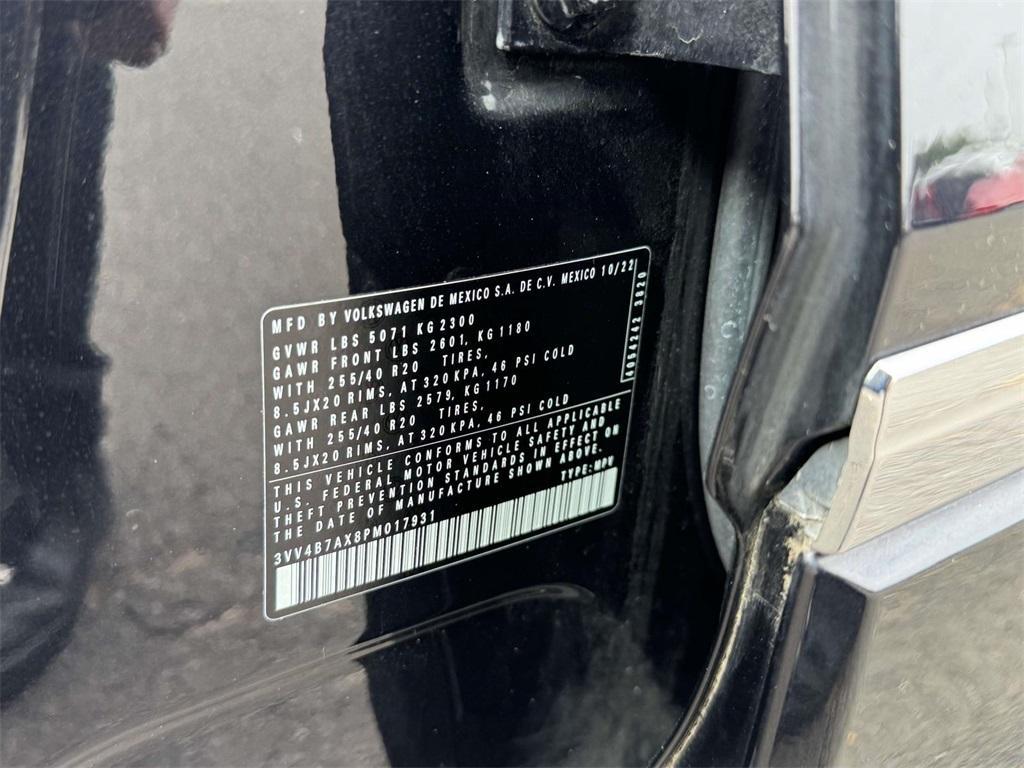 MFD BY VOLKSWAGEN DE MEXICO S.A. DE C.V. MEXICO 10/22
GVWR LBS 5071 KG 2300
GAWR FRONT LBS 2601, KG 1180
WITH 255/40 R20 TIRES,
8.5JX20 RIMS, AT 320 KPA, 46 PSI COLD
GAWR REAR LBS 2579, KG 1170
WITH 255/40 R20 TIRES,
8.5JX20 RIMS, AT 320 KPA, 46 PSI COLD
THIS VEHICLE CONFORMS TO ALL APPLICABLE
U.S. FEDERAL MOTOR VEHICLE SAFETY AND
THEFT PREVENTION STANDARDS IN EFFECT ON
THE DATE OF MANUFACTURE SHOWN ABOVE.
3VV4B7AX8PM017931
TYPE:
4054242 3820